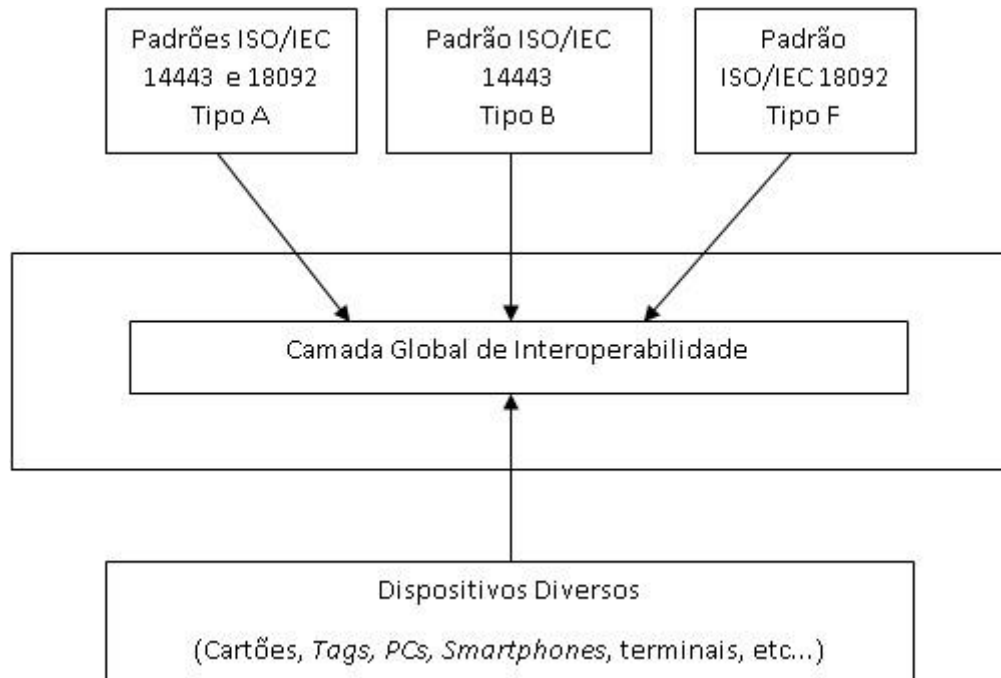 Padrões ISO/IEC
14443 e 18092
Tipo A
Padrão ISO/IEC
14443
Tipo B
Padrão
ISO/IEC 18092
Tipo F
Camada Global de Interoperabilidade
Dispositivos Diversos
(Cartões, Tags, PCs, Smartphones, terminais, etc...)